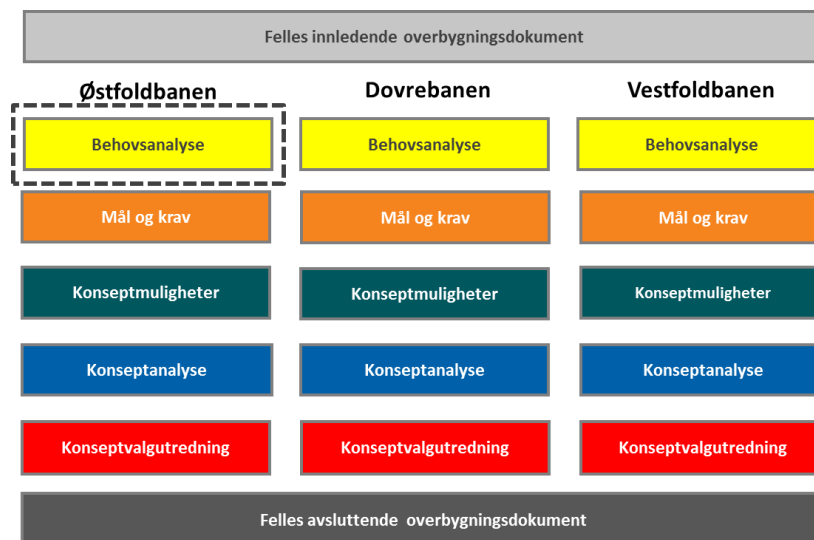 Felles innledende overbygningsdokument
Østfoldbanen Dovrebanen Vestfoldbanen
Behovsanalyse Behovsanalyse Behovsanalyse
Mål og krav Mål og krav Mål og krav
Konseptmuligheter Konseptmuligheter Konseptmuligheter
Konseptanalyse Konseptanalyse Konseptanalyse
Konseptvalgutredning Konseptvalgutredning Konseptvalgutredning
Felles avsluttende overbygningsdokument